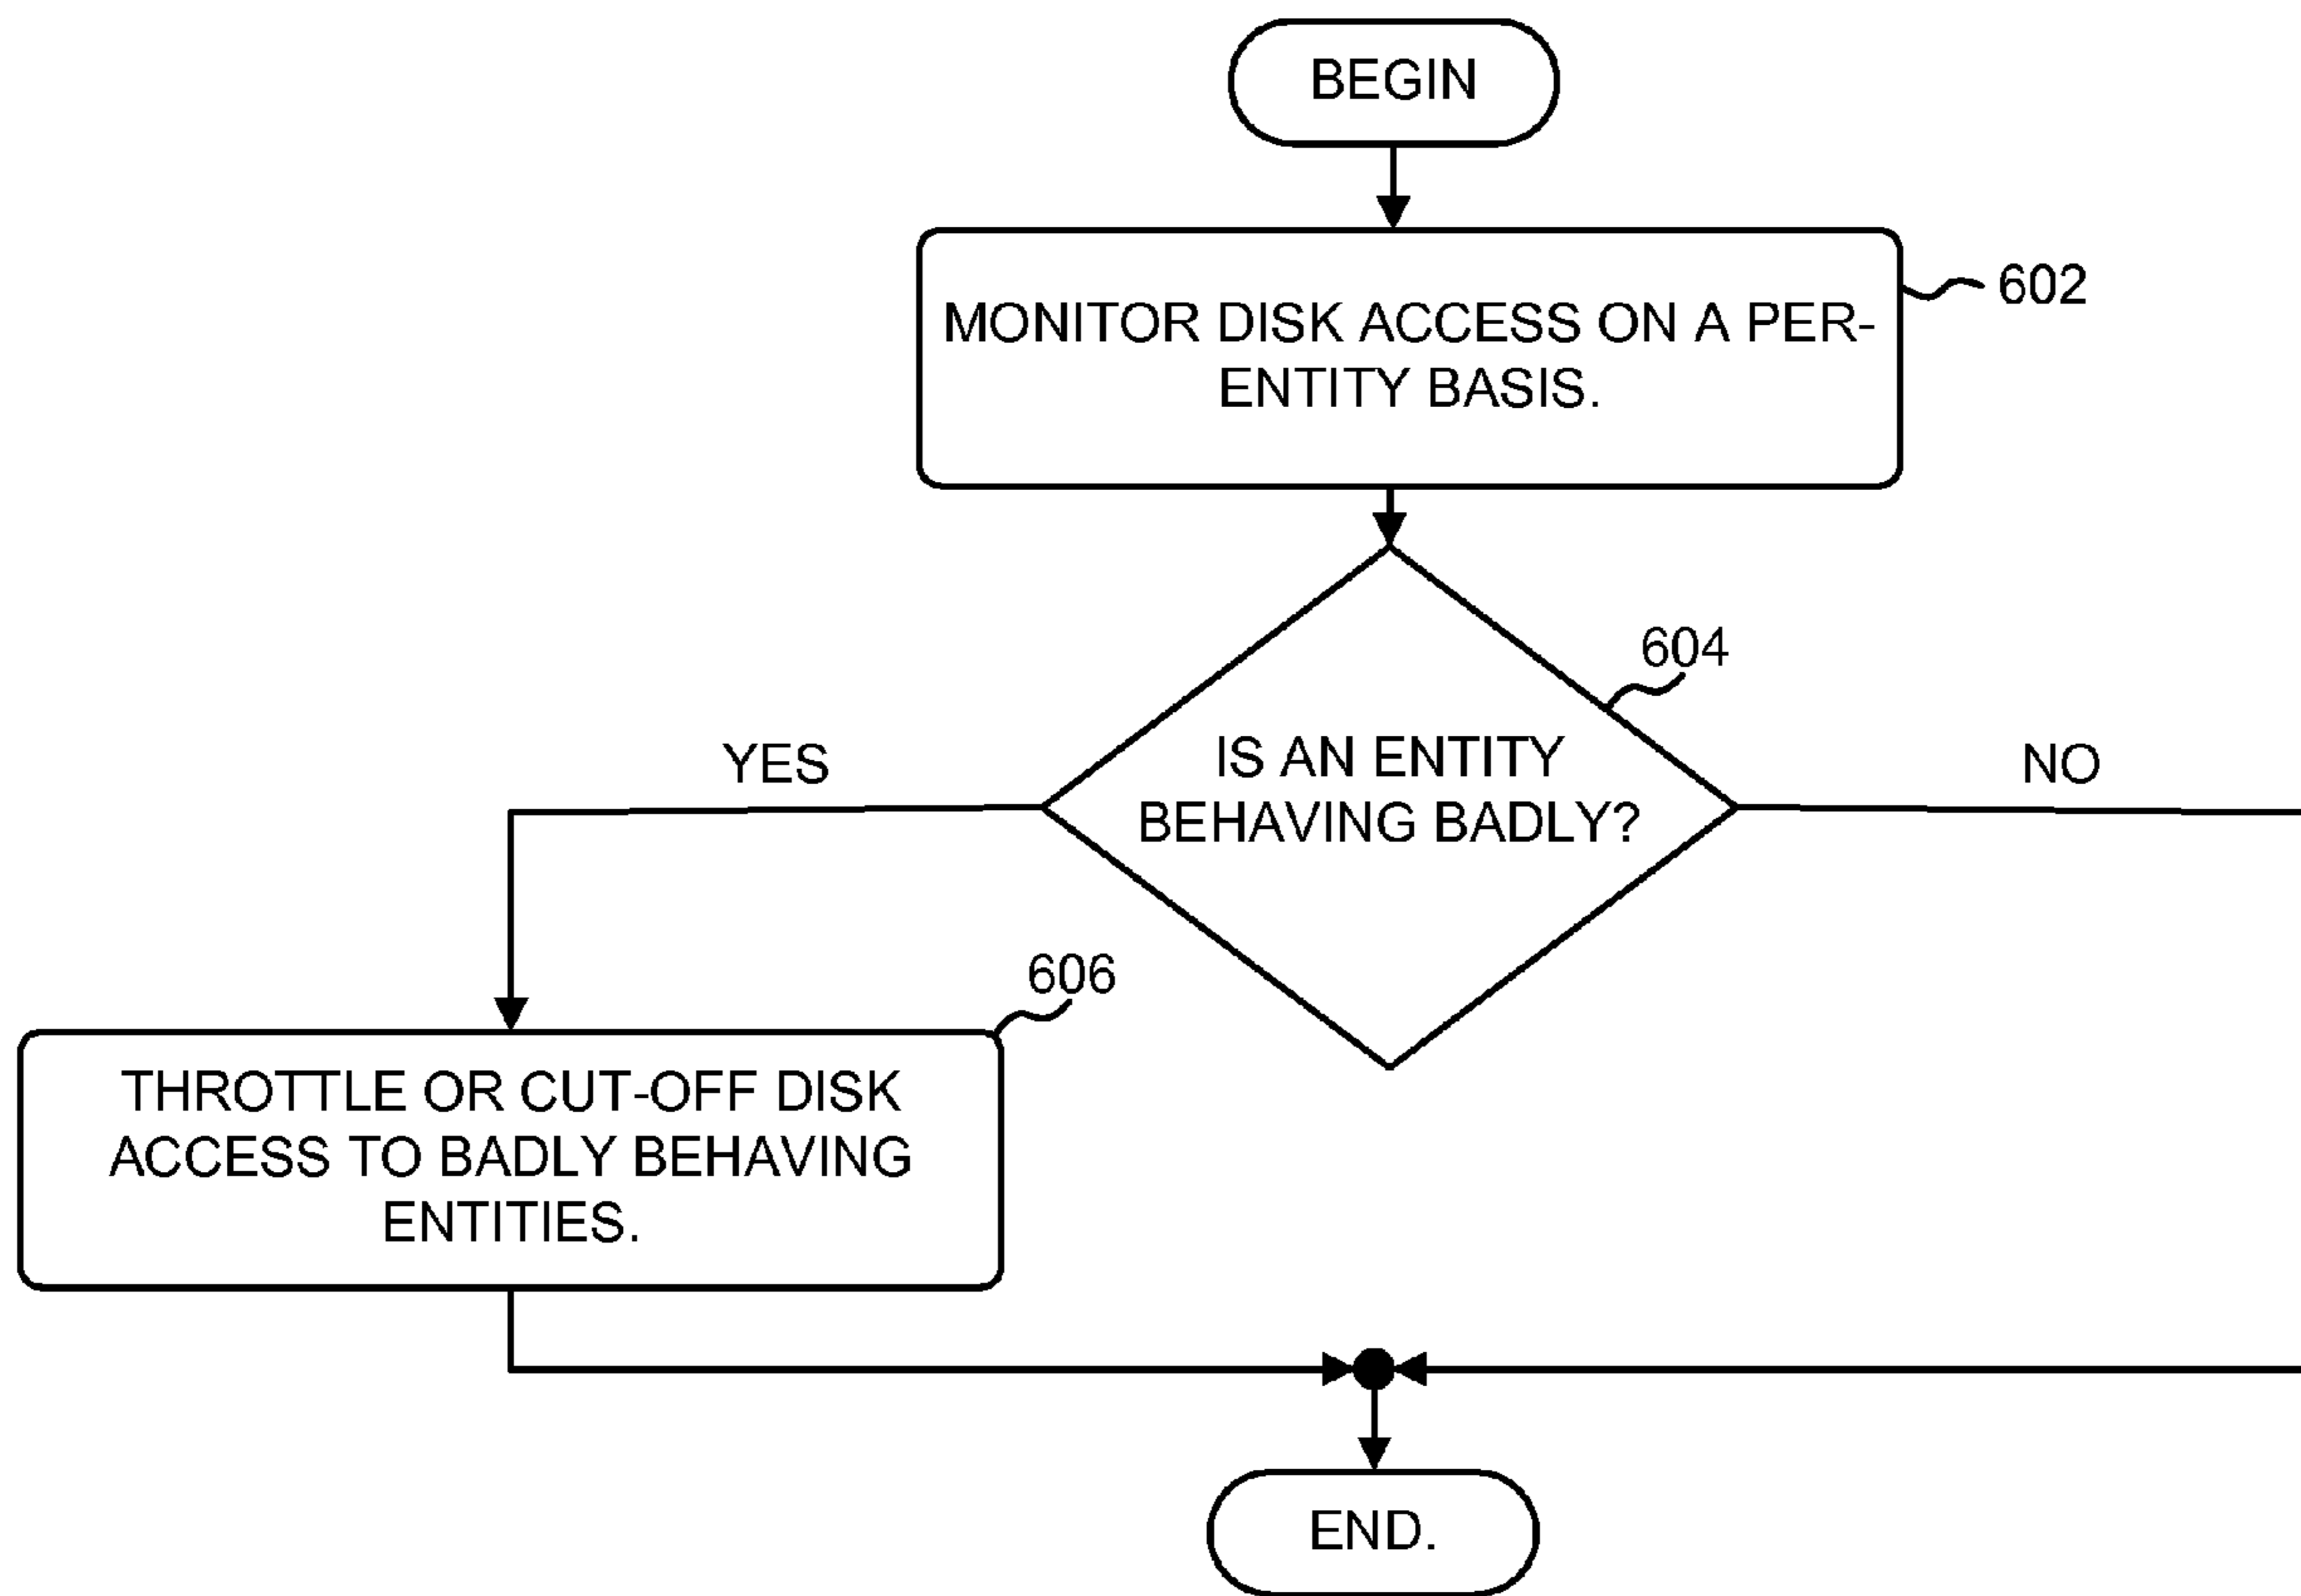 BEGIN
MONITOR DISK ACCESS ON A PER-
ENTITY BASIS.
602
604
IS AN ENTITY
BEHAVING BADLY?
YES
NO
606
THROTTLE OR CUT-OFF DISK
ACCESS TO BADLY BEHAVING
ENTITIES.
END.